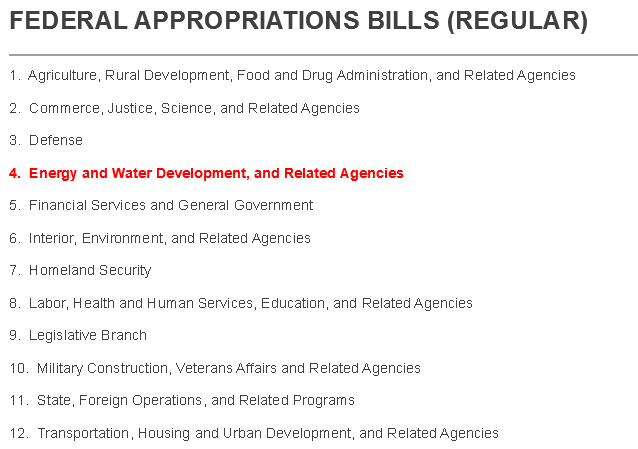 FEDERAL APPROPRIATIONS BILLS (REGULAR)
1. Agriculture, Rural Development, Food and Drug Administration, and Related Agencies
2. Commerce, Justice, Science, and Related Agencies
3. Defense
4. Energy and Water Development, and Related Agencies
5. Financial Services and General Government
6. Interior, Environment, and Related Agencies
7. Homeland Security
8. Labor, Health and Human Services, Education, and Related Agencies
9. Legislative Branch
10. Military Construction, Veterans Affairs and Related Agencies
11. State, Foreign Operations, and Related Programs
12. Transportation, Housing and Urban Development, and Related Agencies